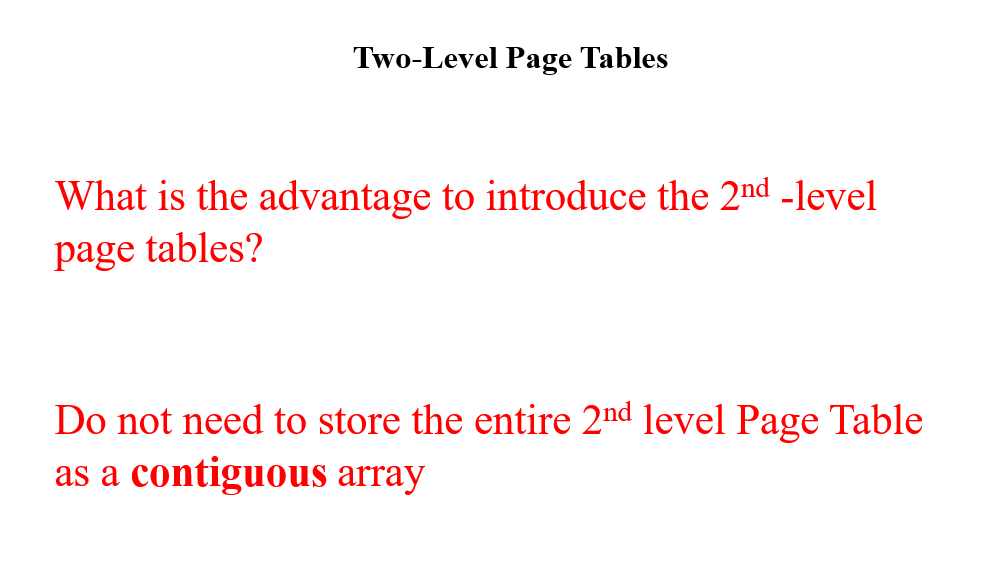 Two-Level Page Tables
What is the advantage to introduce the 2nd -level
page tables?
Do not need to store the entire 2nd level Page Table
as a contiguous array